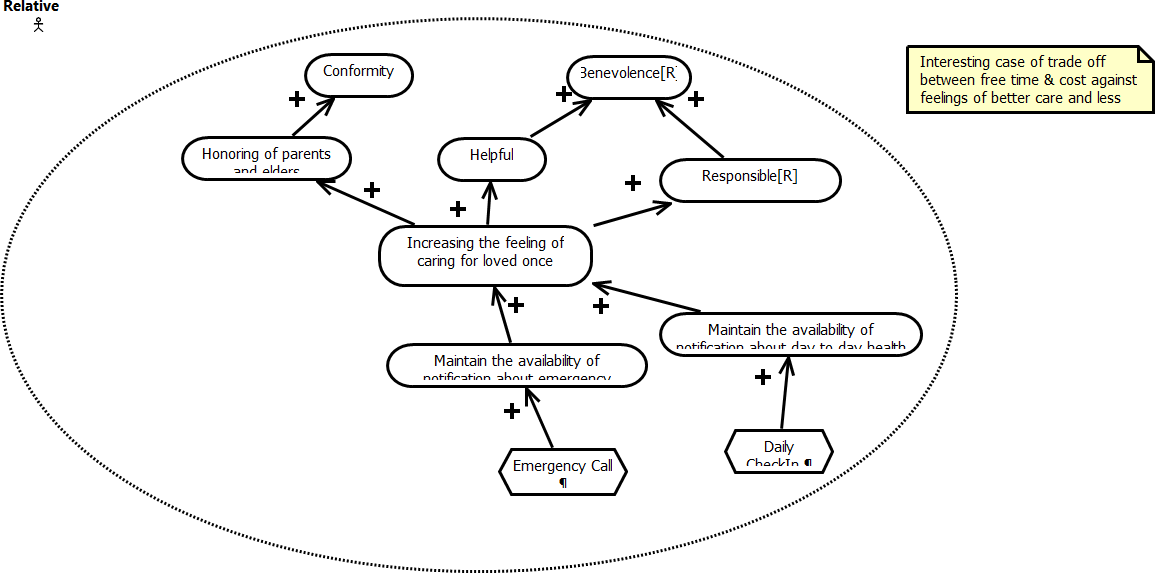 Relative
Conformity
Benevolence[R]
Interesting case of trade off
between free time & cost against
feelings of better care and less
Honoring of parents
and elders
Helpful
Responsible[R]
Increasing the feeling of
caring for loved once
Maintain the availability of
notification about day to day health
Maintain the availability of
notification about emergency
Daily
CheckIn ¶
Emergency Call
¶